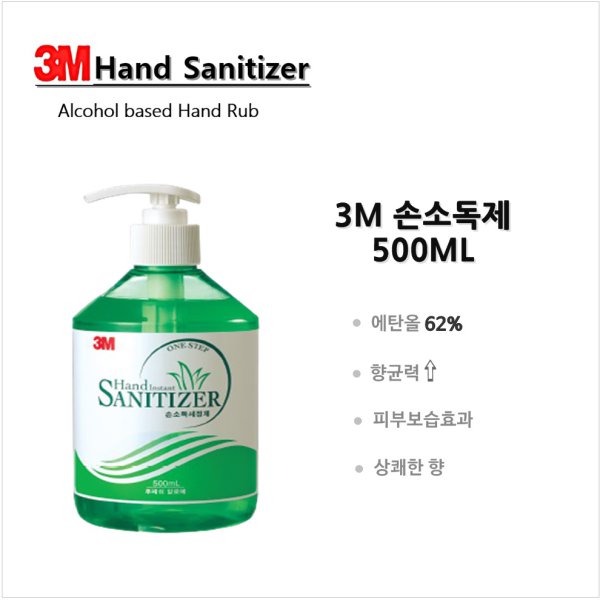 3M Hand Sanitizer
Alcohol based Hand Rub
3M 손소독제
500ML
에탄올 62%
향균력 ⇧
피부보습효과
상쾌한 향
3M
ONE STEP
Hand Instant
SANITIZER
손소독세정제
500mL